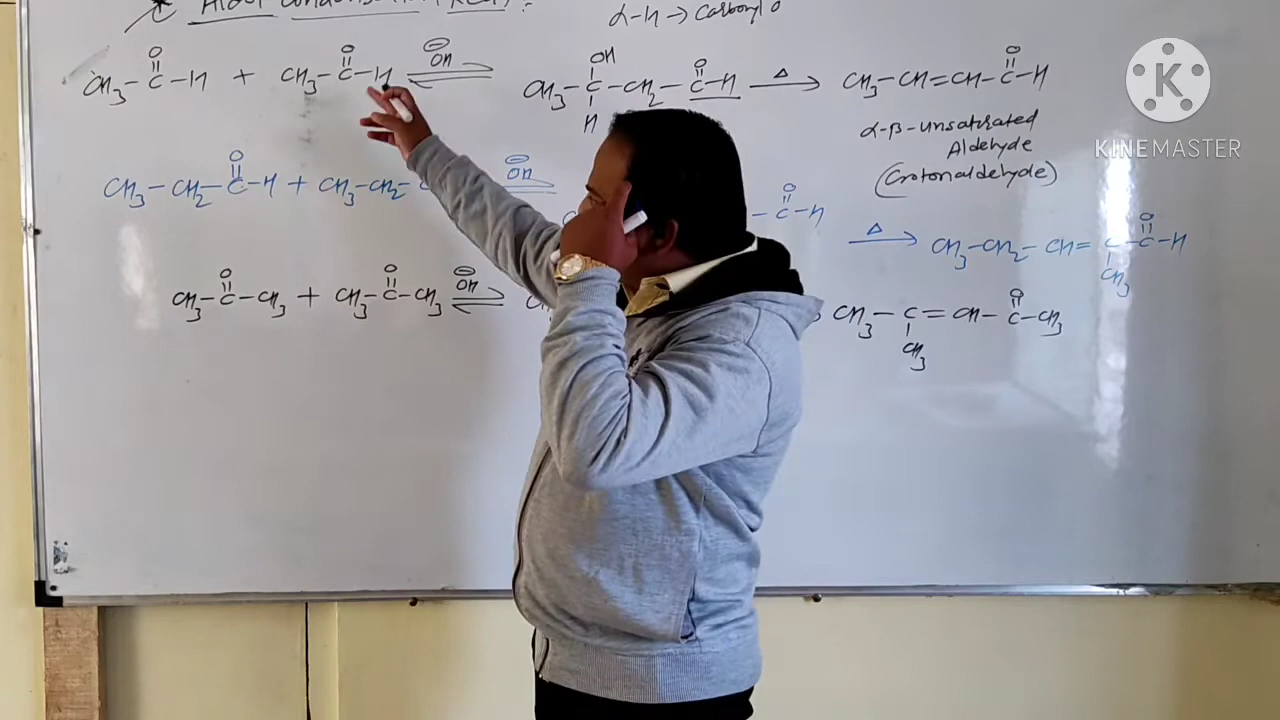 Aldol condensation
α-H → Carbonyl
O O ⊖OH OH O O
CH₃-C-H + CH₃-C-H ⇌ CH₃-C-CH₂-C-H Δ→ CH₃-CH=CH-C-H
H
α-β-unsaturated
Aldehyde
(Crotonaldehyde)
O ⊖OH O O
CH₃-CH₂-C-H + CH₃-CH₂- -C-H Δ→ CH₃-CH₂-CH=C-C-H
CH₃
O O ⊖OH O
CH₃-C-CH₃ + CH₃-C-CH₃ ⇌ CH₃-C=CH-C-CH₃
CH₃
K
KINEMASTER